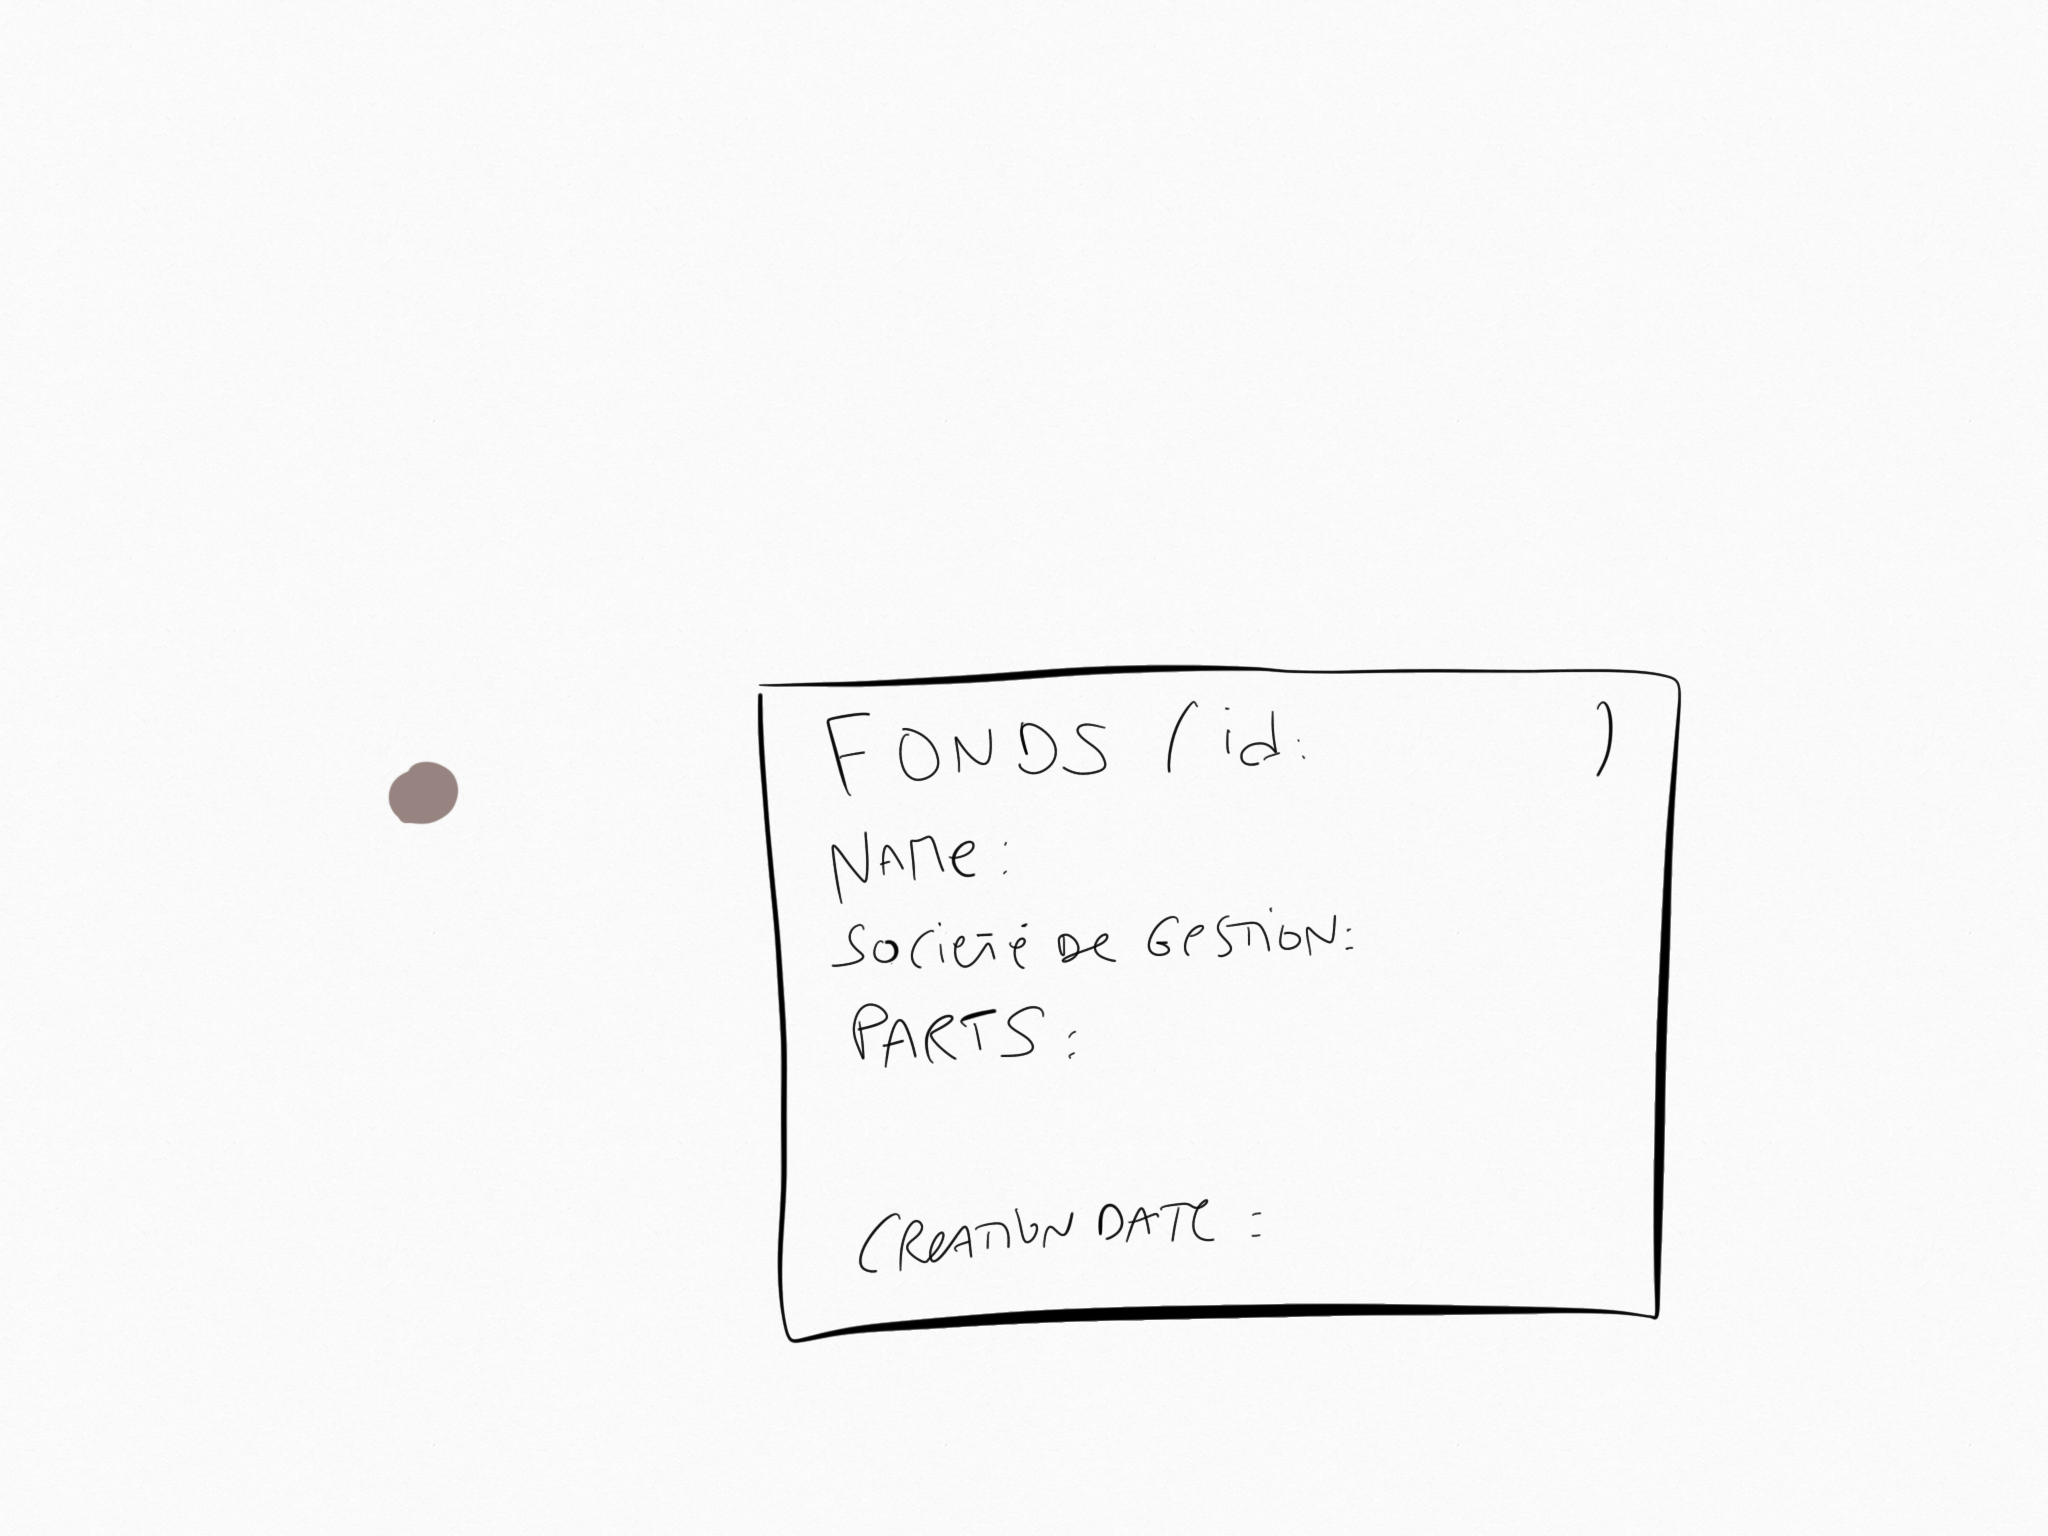 FONDS (id: )
NAME:
SOCIÉTÉ DE GESTION:
PARTS:
CREATION DATE: